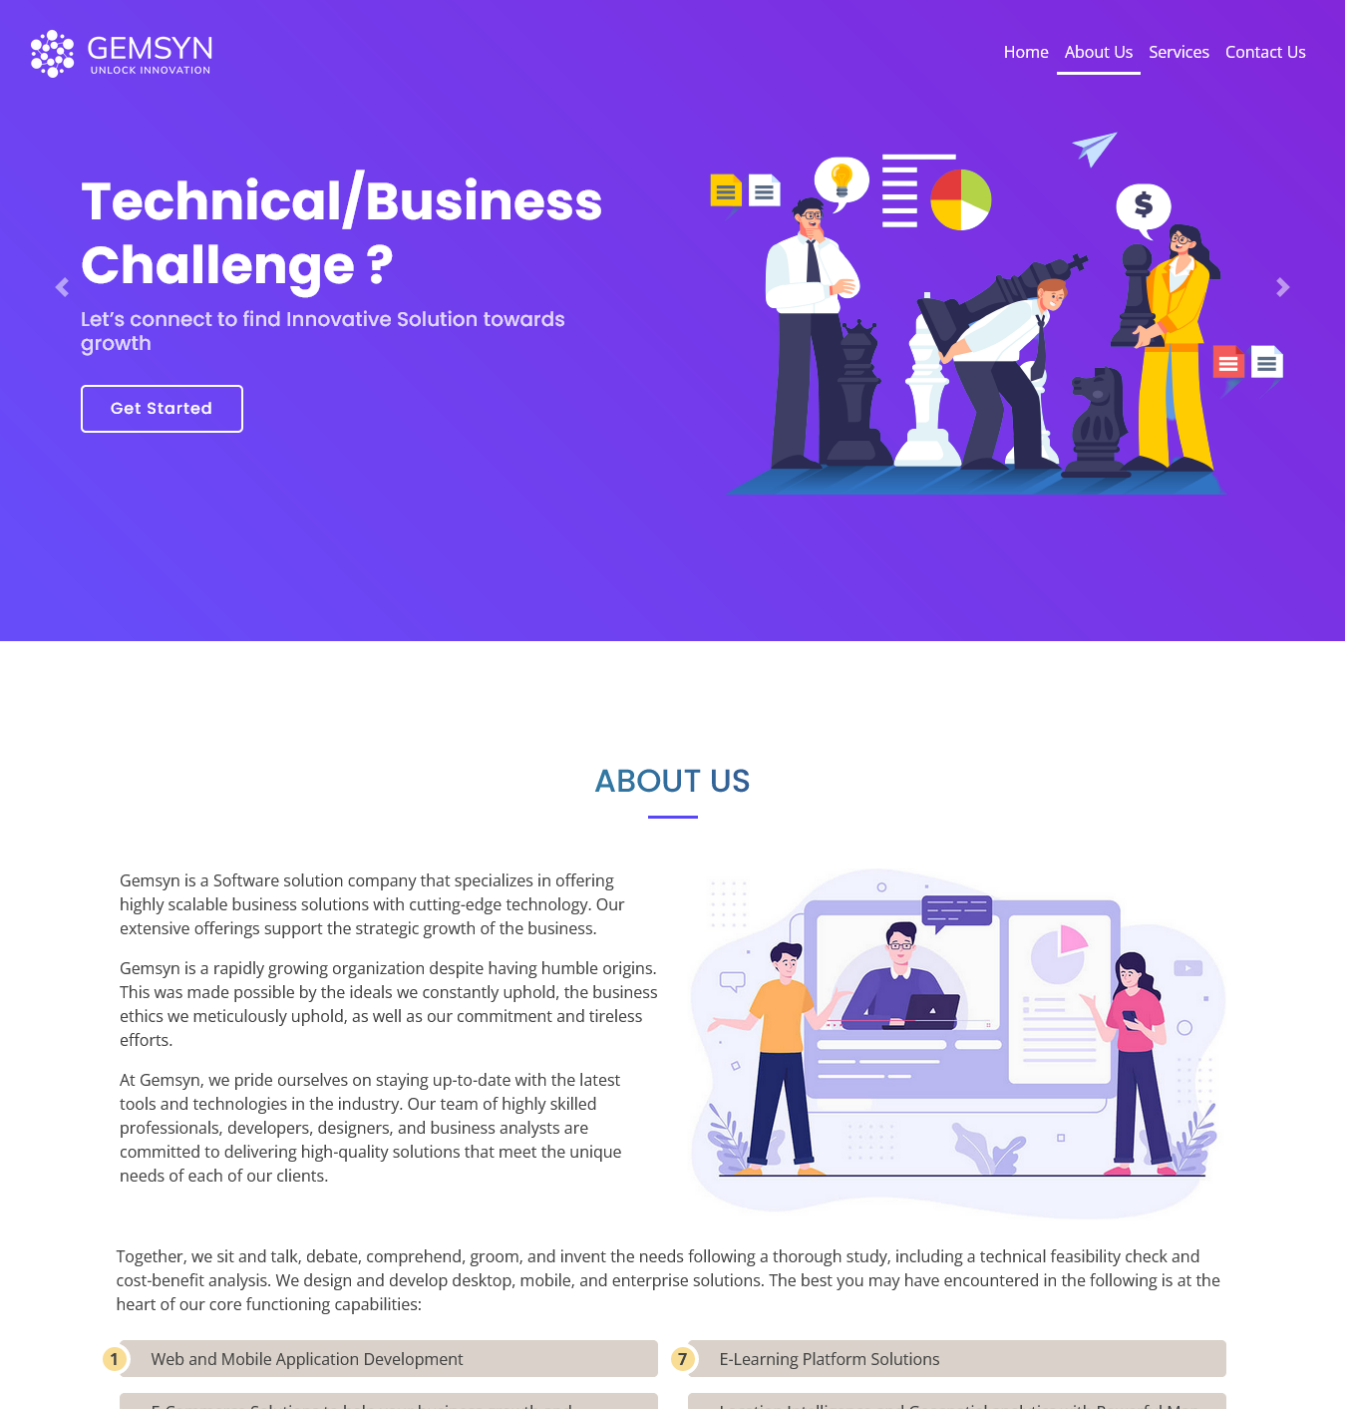 GEMSYN
UNLOCK INNOVATION
Home About Us Services Contact Us
Technical/Business
Challenge ?
Let's connect to find Innovative Solution towards
growth
Get Started
$
ABOUT US
Gemsyn is a Software solution company that specializes in offering
highly scalable business solutions with cutting-edge technology. Our
extensive offerings support the strategic growth of the business.
Gemsyn is a rapidly growing organization despite having humble origins.
This was made possible by the ideals we constantly uphold, the business
ethics we meticulously uphold, as well as our commitment and tireless
efforts.
At Gemsyn, we pride ourselves on staying up-to-date with the latest
tools and technologies in the industry. Our team of highly skilled
professionals, developers, designers, and business analysts are
committed to delivering high-quality solutions that meet the unique
needs of each of our clients.
Together, we sit and talk, debate, comprehend, groom, and invent the needs following a thorough study, including a technical feasibility check and
cost-benefit analysis. We design and develop desktop, mobile, and enterprise solutions. The best you may have encountered in the following is at the
heart of our core functioning capabilities:
1 Web and Mobile Application Development
7 E-Learning Platform Solutions